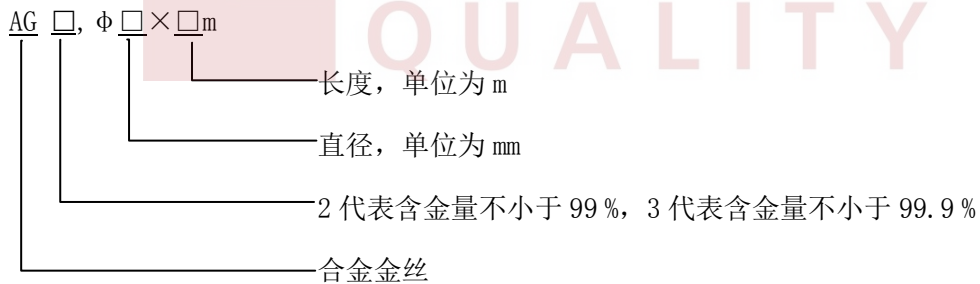 QUALITY
AG □, φ□×□m
长度，单位为 m
直径，单位为 mm
2 代表含金量不小于 99 %，3 代表含金量不小于 99.9 %
合金金丝